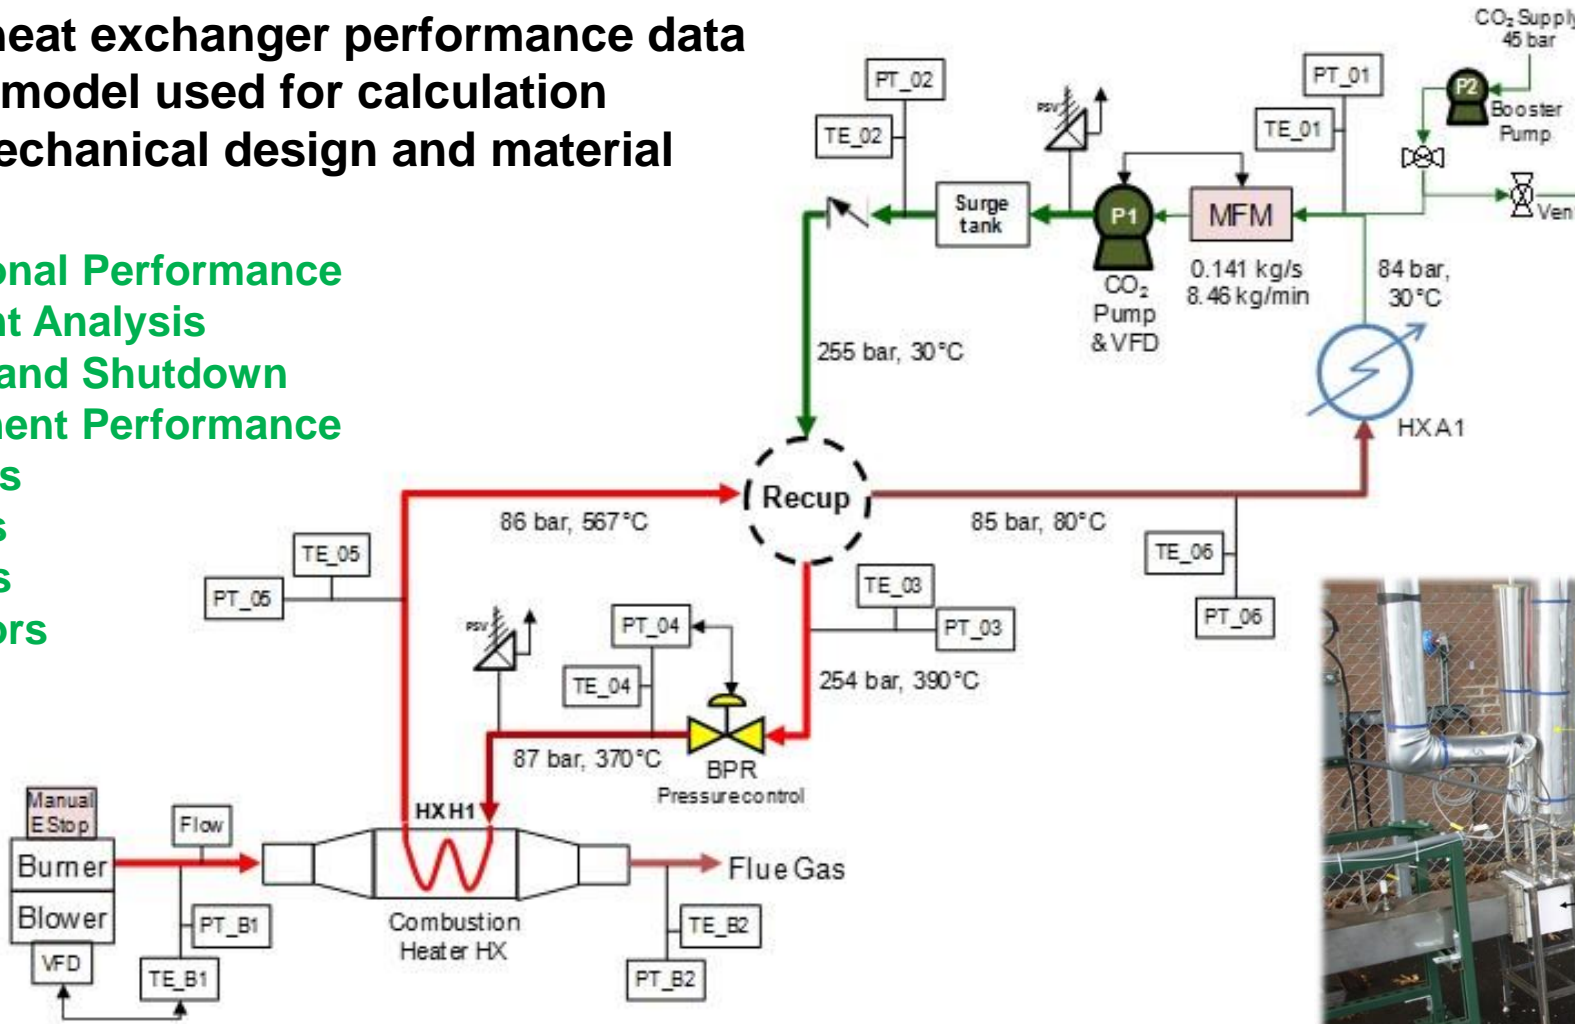 heat exchanger performance data
model used for calculation
mechanical design and material
onal Performance
nt Analysis
and Shutdown
nent Performance
s
s
s
ors
CO₂ Supply
45 bar
P2
Booster
Pump
Ven
PT_02
TE_02
PSV
PT_01
TE_01
Surge
tank
P1
MFM
CO₂
Pump
& VFD
0.141 kg/s
8.46 kg/min
84 bar,
30°C
HXA1
255 bar, 30°C
Recup
86 bar, 567°C
85 bar, 80°C
TE_05
PT_05
TE_06
PT_06
TE_03
PT_03
PSV
PT_04
TE_04
254 bar, 390°C
87 bar, 370°C
BPR
Pressure control
Manual
E Stop
Burner
Blower
VFD
Flow
PT_B1
TE_B1
HXH1
Combustion
Heater HX
Flue Gas
TE_B2
PT_B2